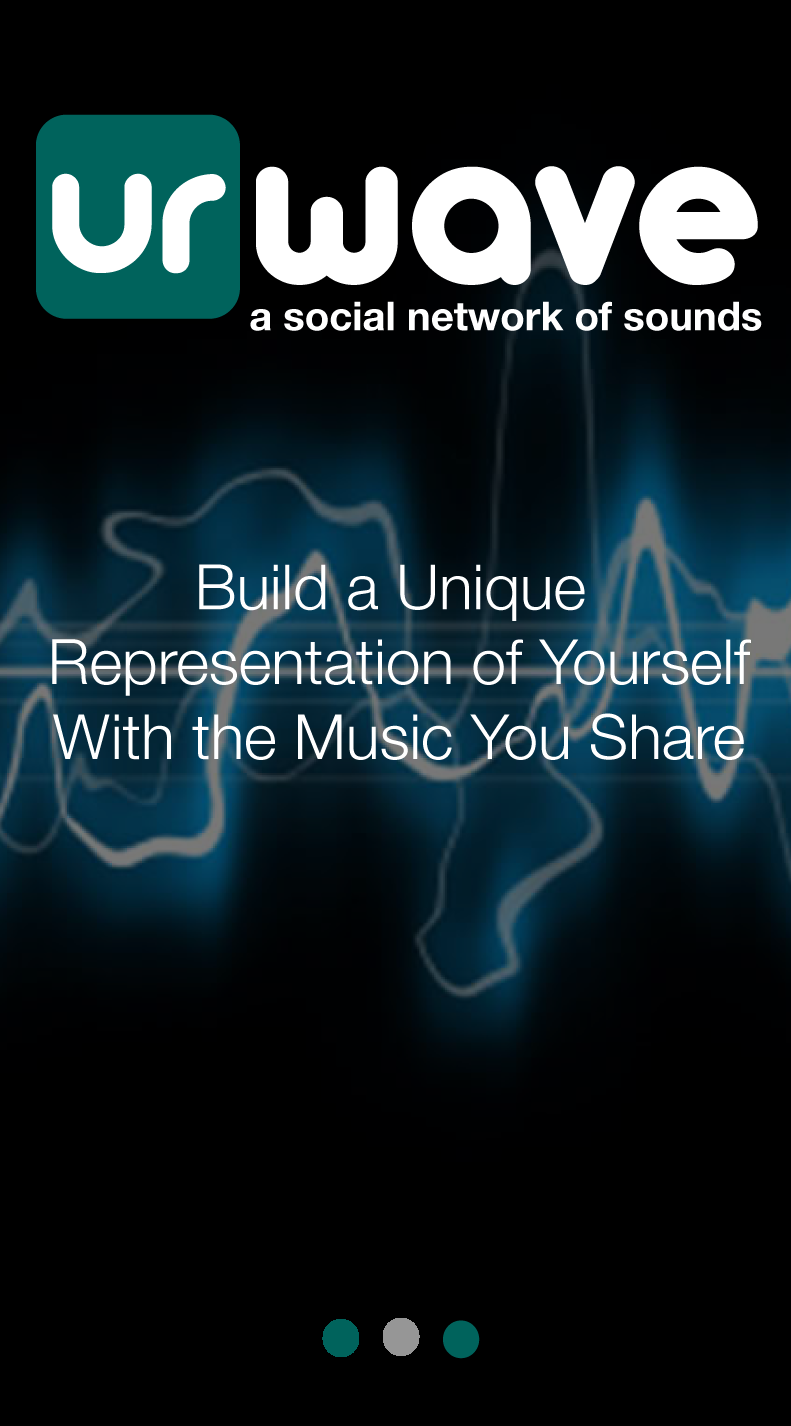 urwave
a social network of sounds
Build a Unique
Representation of Yourself
With the Music You Share